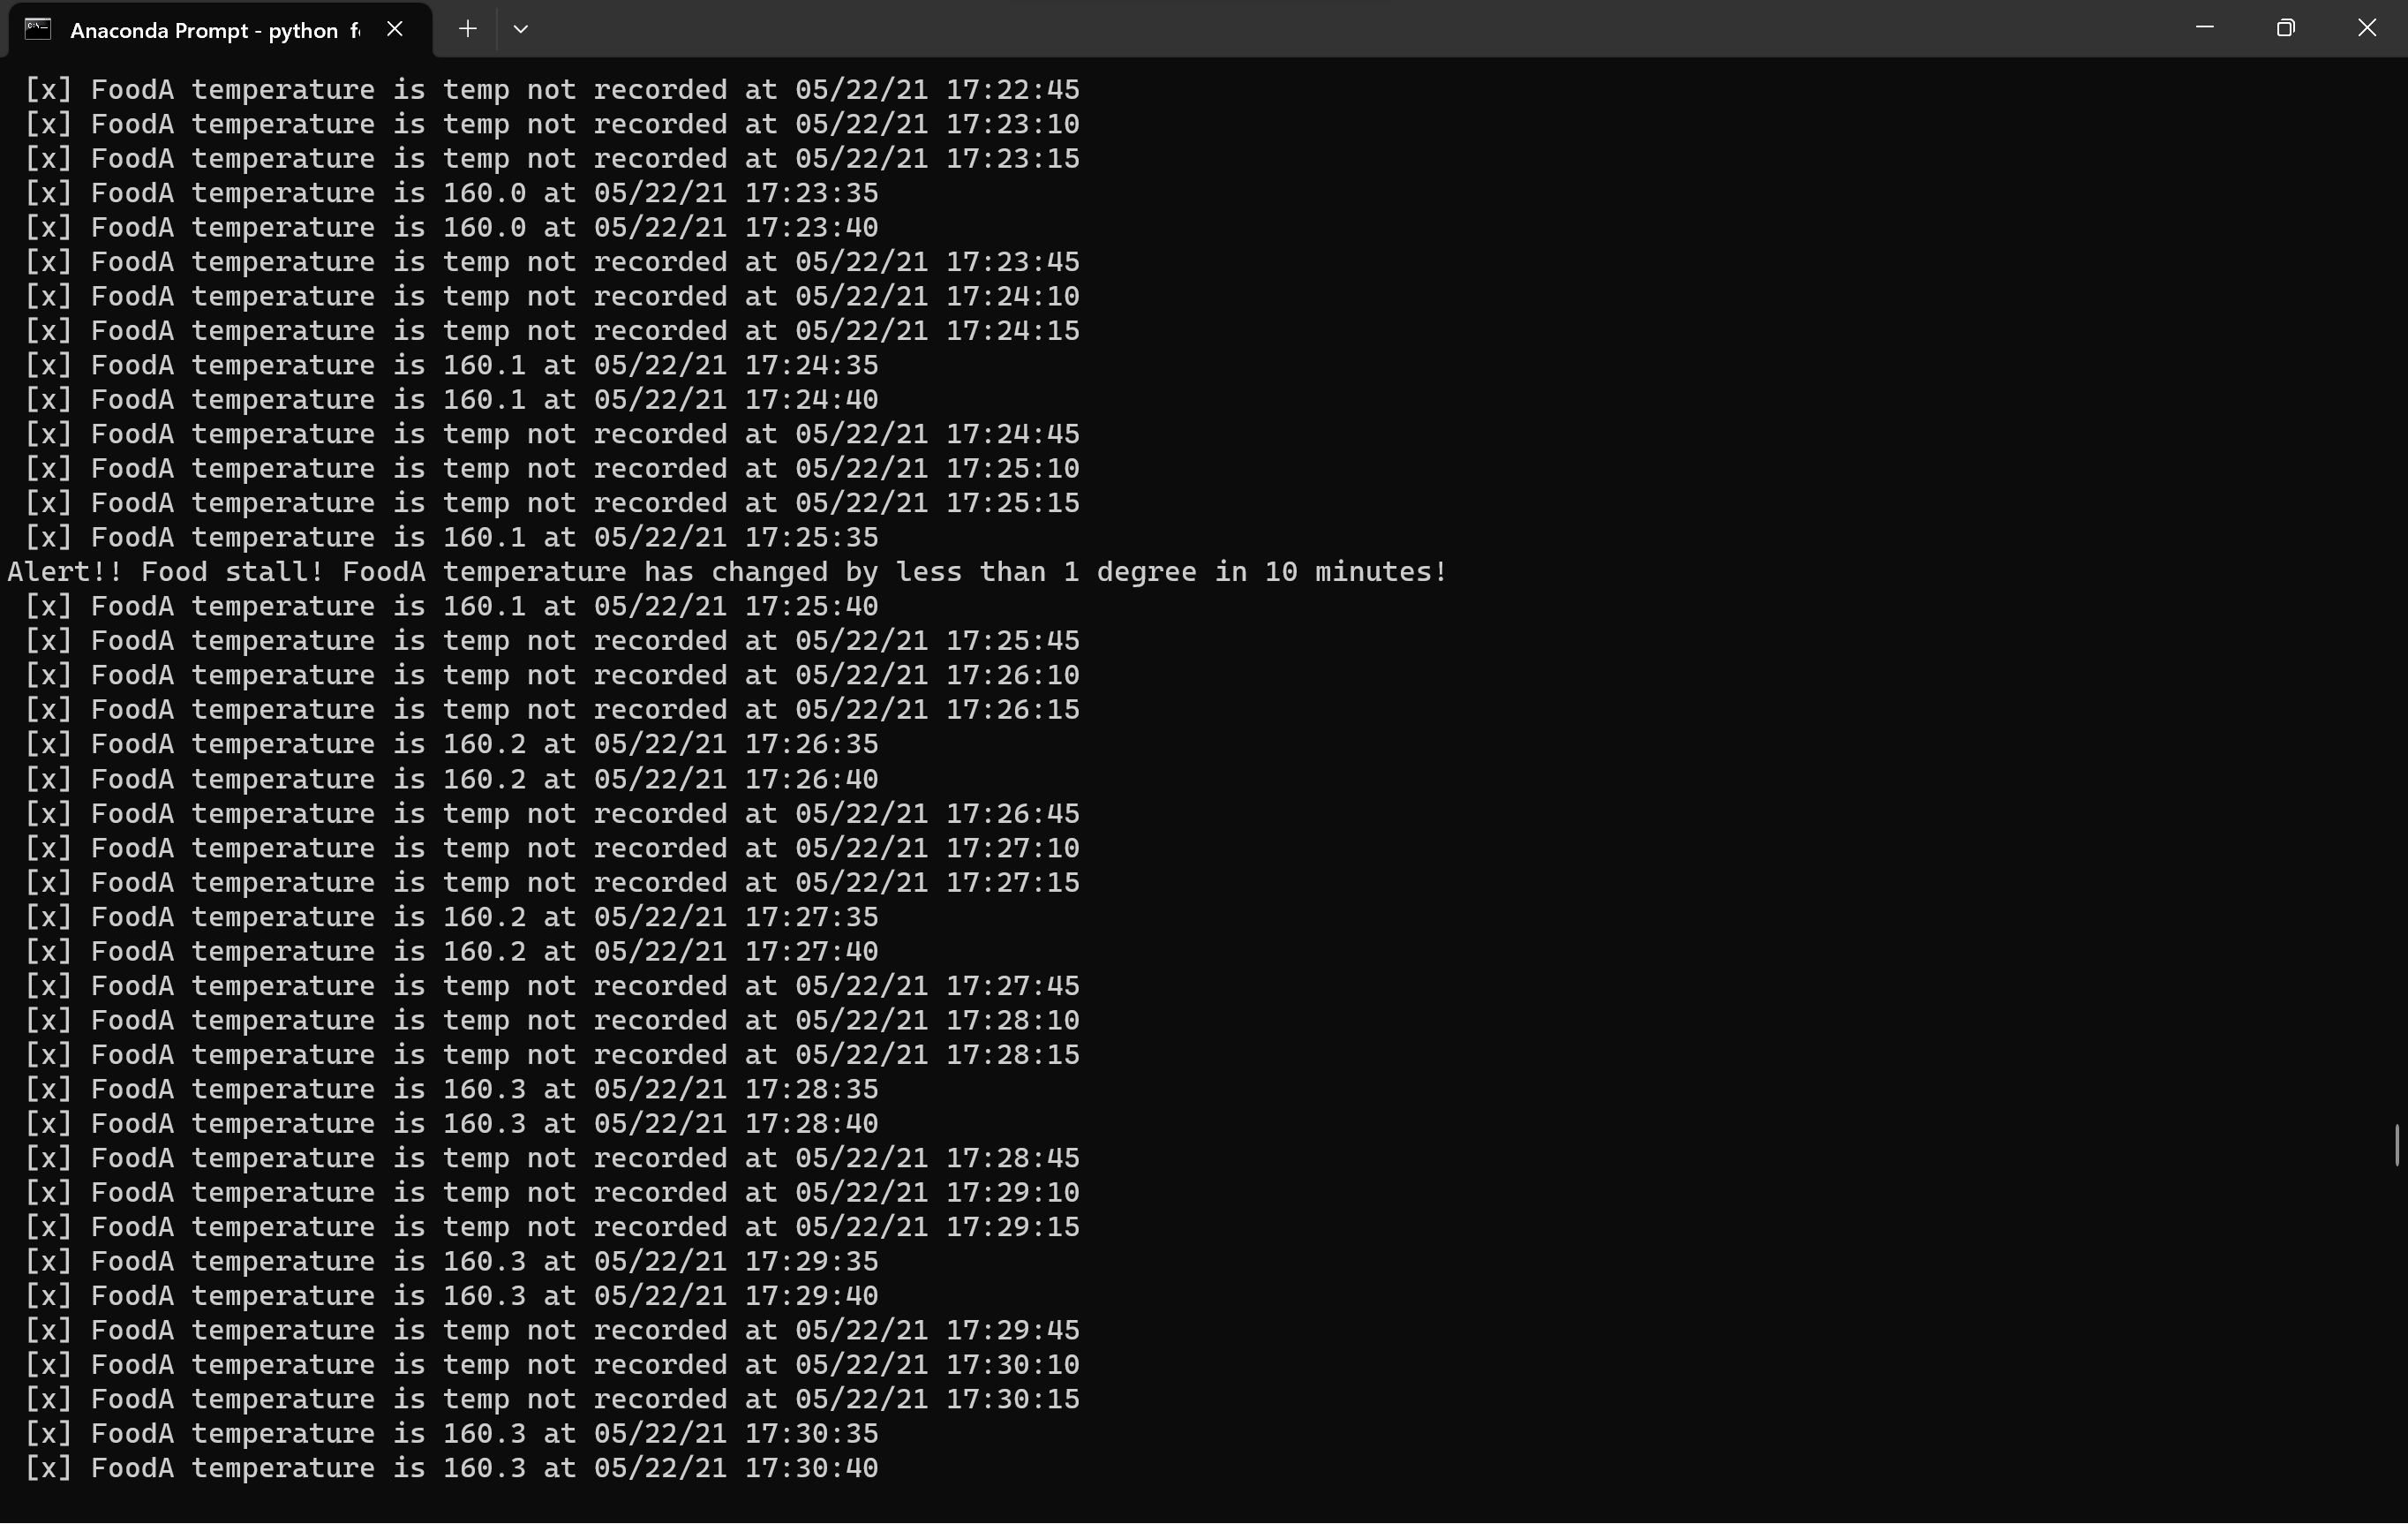 Anaconda Prompt - python
[x] FoodA temperature is temp not recorded at 05/22/21 17:22:45
[x] FoodA temperature is temp not recorded at 05/22/21 17:23:10
[x] FoodA temperature is temp not recorded at 05/22/21 17:23:15
[x] FoodA temperature is 160.0 at 05/22/21 17:23:35
[x] FoodA temperature is 160.0 at 05/22/21 17:23:40
[x] FoodA temperature is temp not recorded at 05/22/21 17:23:45
[x] FoodA temperature is temp not recorded at 05/22/21 17:24:10
[x] FoodA temperature is temp not recorded at 05/22/21 17:24:15
[x] FoodA temperature is 160.1 at 05/22/21 17:24:35
[x] FoodA temperature is 160.1 at 05/22/21 17:24:40
[x] FoodA temperature is temp not recorded at 05/22/21 17:24:45
[x] FoodA temperature is temp not recorded at 05/22/21 17:25:10
[x] FoodA temperature is temp not recorded at 05/22/21 17:25:15
[x] FoodA temperature is 160.1 at 05/22/21 17:25:35
Alert!! Food stall! FoodA temperature has changed by less than 1 degree in 10 minutes!
[x] FoodA temperature is 160.1 at 05/22/21 17:25:40
[x] FoodA temperature is temp not recorded at 05/22/21 17:25:45
[x] FoodA temperature is temp not recorded at 05/22/21 17:26:10
[x] FoodA temperature is temp not recorded at 05/22/21 17:26:15
[x] FoodA temperature is 160.2 at 05/22/21 17:26:35
[x] FoodA temperature is 160.2 at 05/22/21 17:26:40
[x] FoodA temperature is temp not recorded at 05/22/21 17:26:45
[x] FoodA temperature is temp not recorded at 05/22/21 17:27:10
[x] FoodA temperature is temp not recorded at 05/22/21 17:27:15
[x] FoodA temperature is 160.2 at 05/22/21 17:27:35
[x] FoodA temperature is 160.2 at 05/22/21 17:27:40
[x] FoodA temperature is temp not recorded at 05/22/21 17:27:45
[x] FoodA temperature is temp not recorded at 05/22/21 17:28:10
[x] FoodA temperature is temp not recorded at 05/22/21 17:28:15
[x] FoodA temperature is 160.3 at 05/22/21 17:28:35
[x] FoodA temperature is 160.3 at 05/22/21 17:28:40
[x] FoodA temperature is temp not recorded at 05/22/21 17:28:45
[x] FoodA temperature is temp not recorded at 05/22/21 17:29:10
[x] FoodA temperature is temp not recorded at 05/22/21 17:29:15
[x] FoodA temperature is 160.3 at 05/22/21 17:29:35
[x] FoodA temperature is 160.3 at 05/22/21 17:29:40
[x] FoodA temperature is temp not recorded at 05/22/21 17:29:45
[x] FoodA temperature is temp not recorded at 05/22/21 17:30:10
[x] FoodA temperature is temp not recorded at 05/22/21 17:30:15
[x] FoodA temperature is 160.3 at 05/22/21 17:30:35
[x] FoodA temperature is 160.3 at 05/22/21 17:30:40